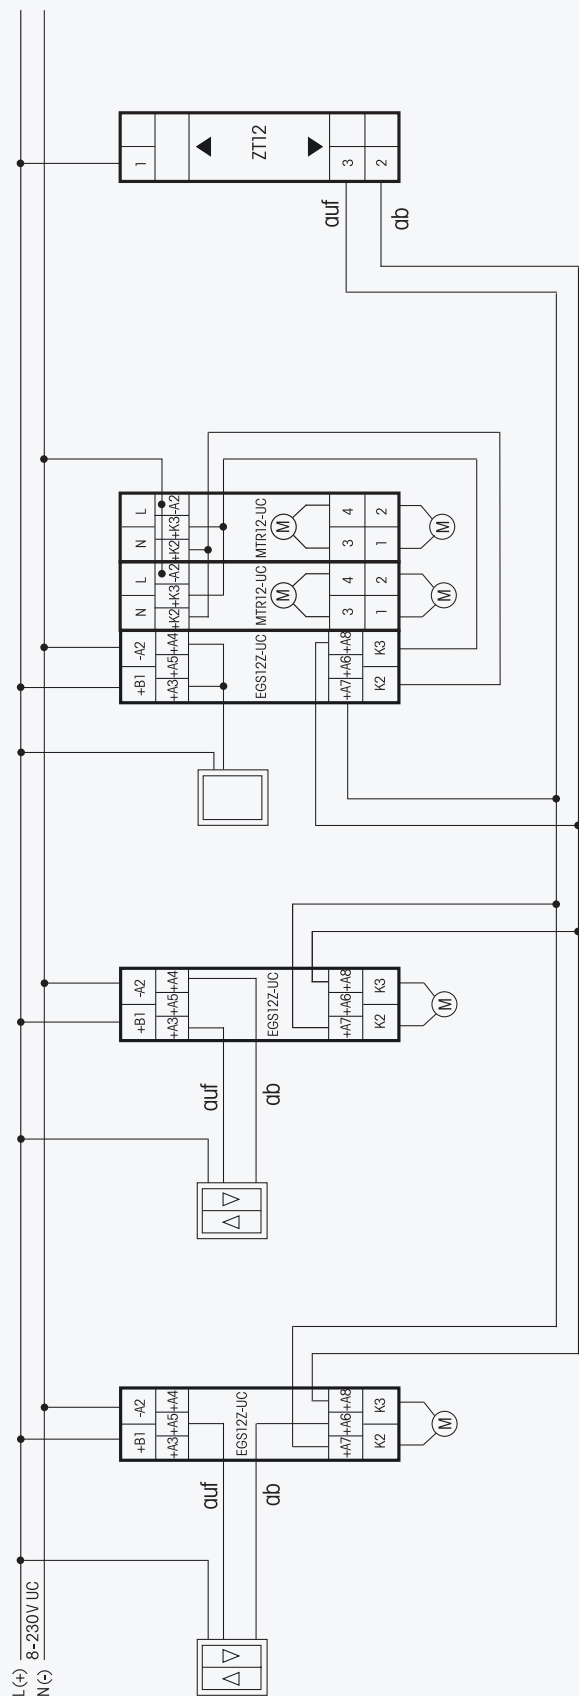 1
ZT12
3
2
auf
ab
L
N
-A2
+K3
+K2
MTR12-UC
M
4
3
2
1
M
L
N
-A2
+K3
+K2
MTR12-UC
M
4
3
2
1
M
-A2
+B1
+A4
+A5
+A3
EGS12Z-UC
+A8
+A6
+A7
K3
K2
-A2
+B1
+A4
+A5
+A3
EGS12Z-UC
+A8
+A6
+A7
K3
K2
M
auf
ab
-A2
+B1
+A4
+A5
+A3
EGS12Z-UC
+A8
+A6
+A7
K3
K2
M
auf
ab
L(+)
8-230V UC
N(-)